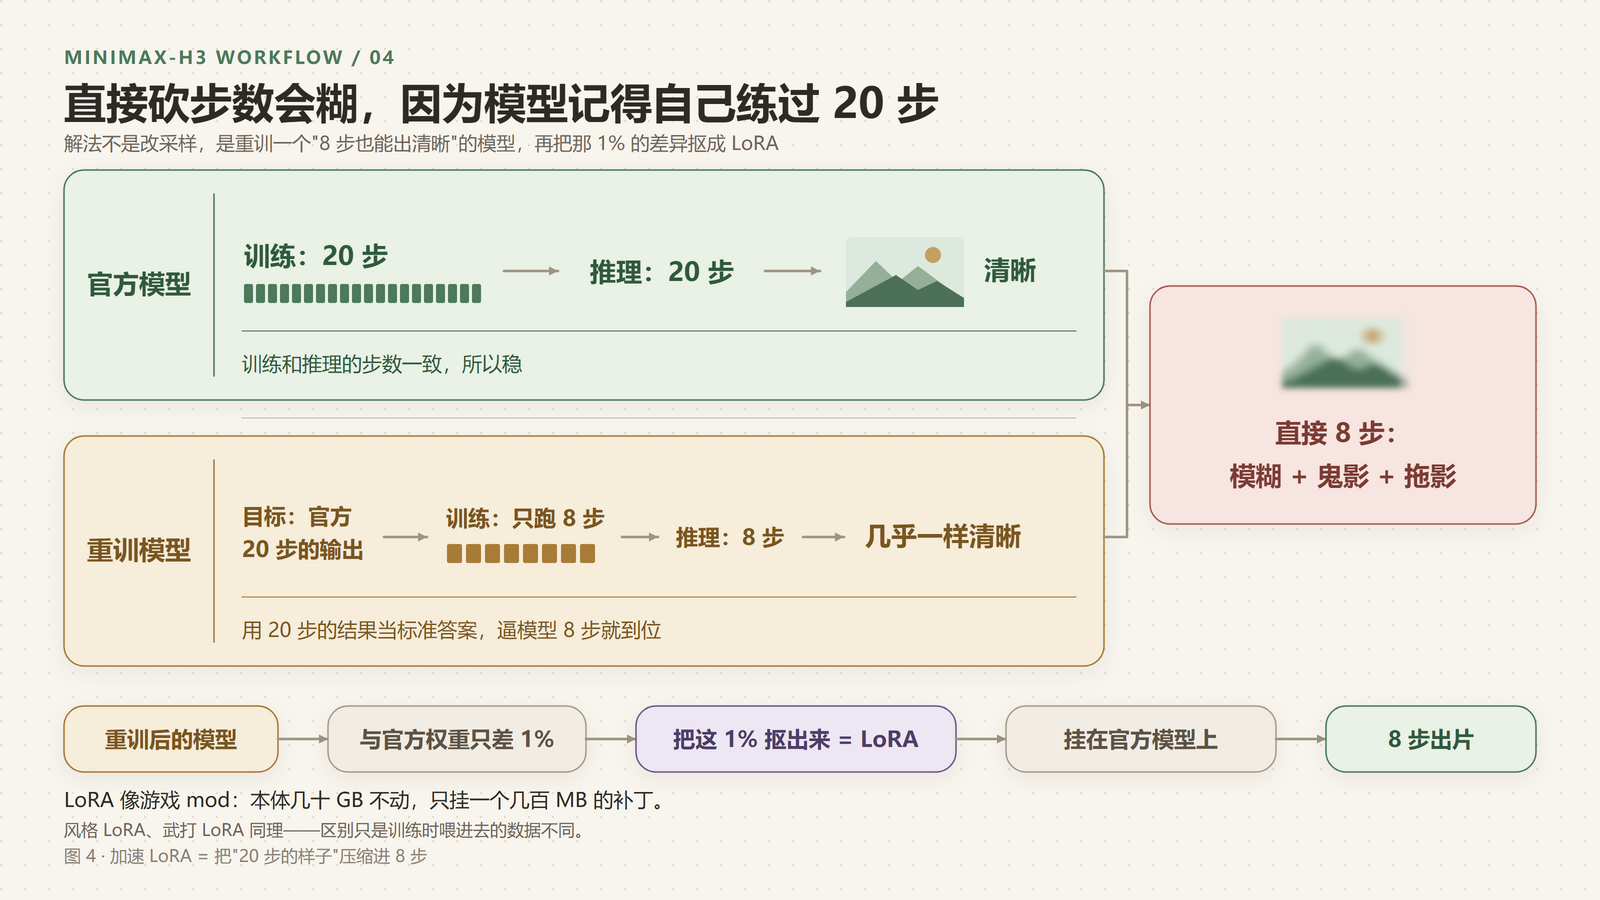 MINIMAX-H3 WORKFLOW / 04
直接砍步数会糊，因为模型记得自己练过 20 步
解法不是改采样，是重训一个"8 步也能出清晰"的模型，再把那 1% 的差异抠成 LoRA
官方模型
训练：20 步
推理：20 步
清晰
训练和推理的步数一致，所以稳
重训模型
目标：官方
20 步的输出
训练：只跑 8 步
推理：8 步
几乎一样清晰
用 20 步的结果当标准答案，逼模型 8 步就到位
直接 8 步：
模糊 + 鬼影 + 拖影
重训后的模型
与官方权重只差 1%
把这 1% 抠出来 = LoRA
挂在官方模型上
8 步出片
LoRA 像游戏 mod：本体几十 GB 不动，只挂一个几百 MB 的补丁。
风格 LoRA、武打 LoRA 同理——区别只是训练时喂进去的数据不同。
图 4 · 加速 LoRA = 把"20 步的样子"压缩进 8 步